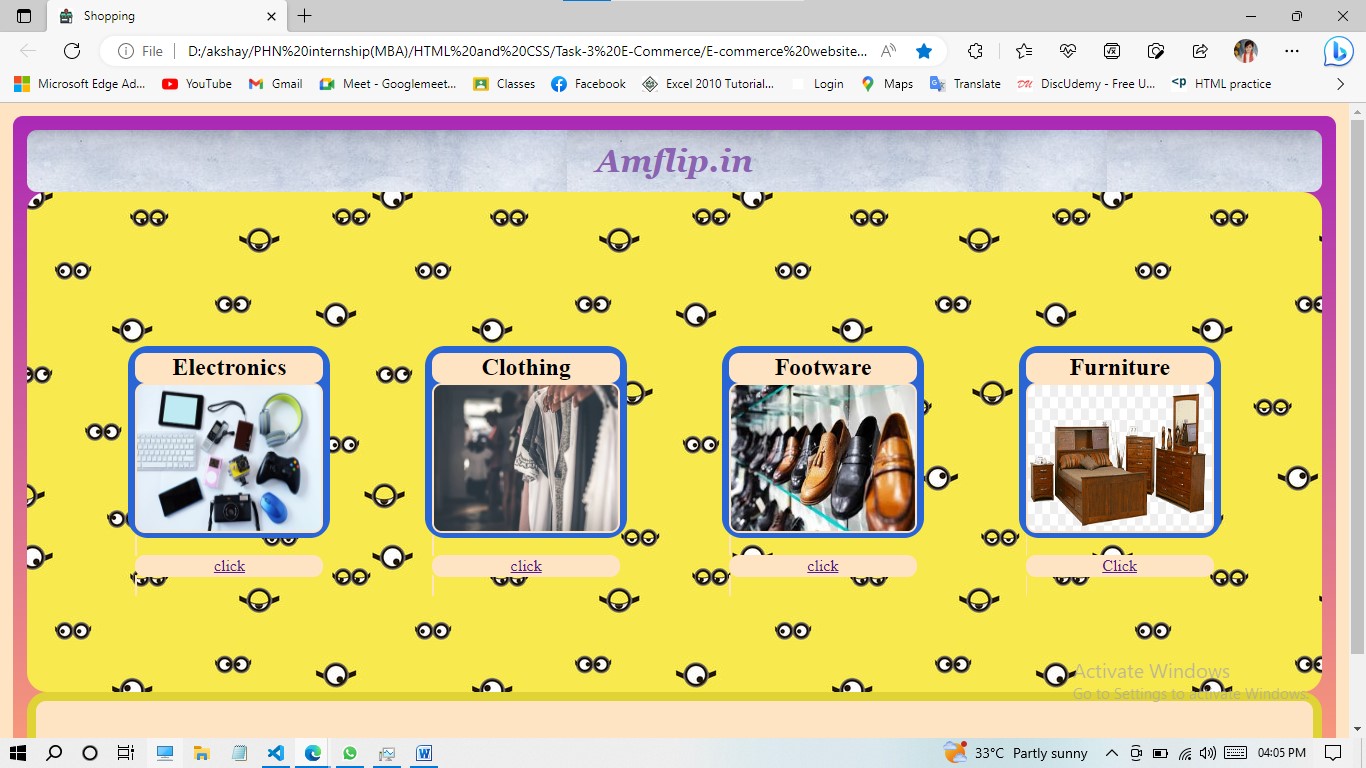 Shopping
File D:/akshay/PHN%20internship(MBA)/HTML%20and%20CSS/Task-3%20E-Commerce/E-commerce%20website...
Microsoft Edge Ad... YouTube Gmail Meet - Googlemeet... Classes Facebook Excel 2010 Tutorial... Login Maps Translate DiscUdemy - Free U... HTML practice
Amflip.in
Electronics Clothing Footware Furniture
click click click Click
Activate Windows
Go to Settings to activate Windows.
33°C Partly sunny 04:05 PM